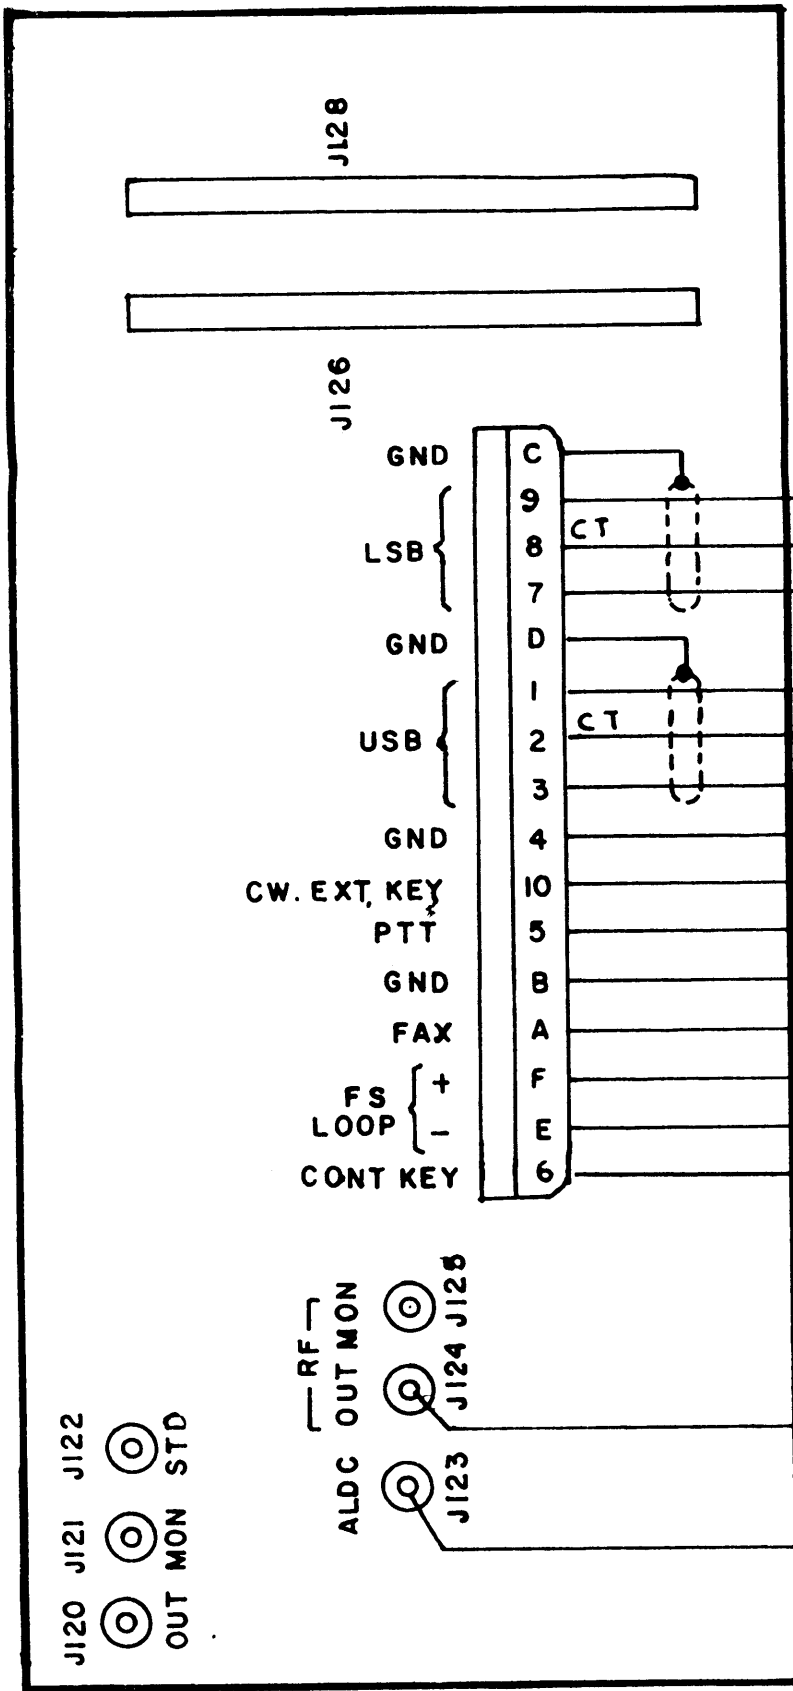 J128
J126
GND C
9
LSB 8 CT
7
GND D
1
USB 2 CT
3
GND 4
CW. EXT, KEY 10
PTT 5
GND B
FAX A
FS + F
LOOP - E
CONT KEY 6
RF
MON J125
OUT J124
ALDC J123
J122 STD
J121 MON
J120 OUT